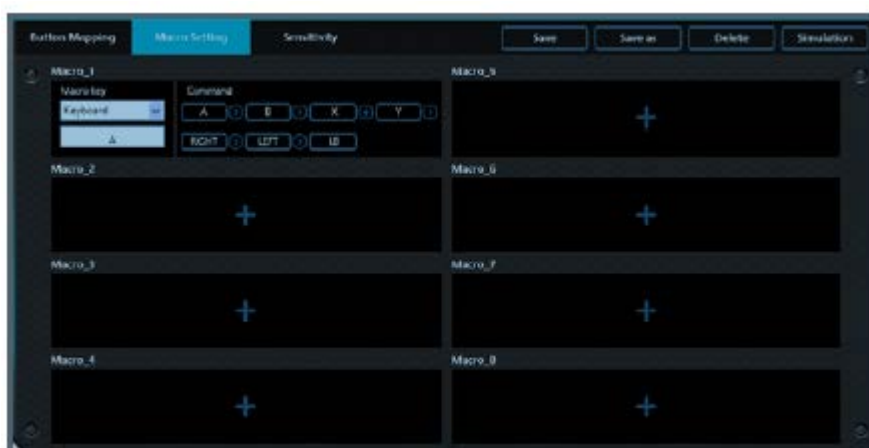 Button Mapping Macro Setting Sensitivity Save Save as Delete Simulation
Macro_1
Macro key Command
Keyboard A B X Y
A
RIGHT LEFT LB
Macro_2
Macro_3
Macro_4
Macro_5
Macro_6
Macro_7
Macro_8